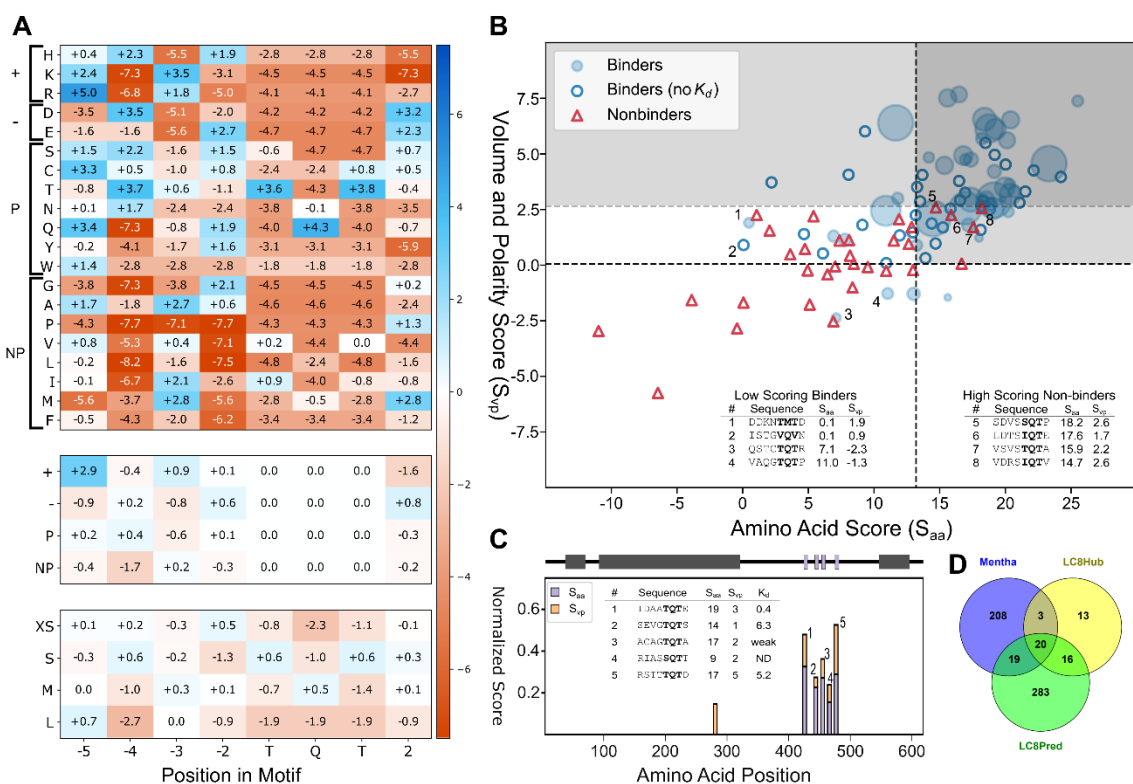 A
+
H +0.4 +2.3 -5.5 +1.9 -2.8 -2.8 -2.8 -5.5
K +2.4 -7.3 +3.5 -3.1 -4.5 -4.5 -4.5 -7.3
R +5.0 -6.8 +1.8 -5.0 -4.1 -4.1 -4.1 -2.7
-
D -3.5 +3.5 -5.1 -2.0 -4.2 -4.2 -4.2 +3.2
E -1.6 -1.6 -5.6 +2.7 -4.7 -4.7 -4.7 +2.3
P
S +1.5 +2.2 -1.6 +1.5 -0.6 -4.7 -4.7 -0.6
C +3.3 +0.5 -1.0 +0.8 -2.4 -2.4 +0.8 +0.5
T -0.8 +3.7 +0.6 -1.1 +3.6 -4.3 +3.8 -0.4
N +0.1 +1.7 -2.4 -2.4 -3.8 -0.1 -3.8 -3.5
Q +3.4 -7.3 -0.8 +1.9 -4.0 +4.3 -4.0 -4.0
Y -0.2 -4.1 -1.7 +1.6 -3.1 -3.1 -3.1 -5.9
W +1.4 -2.8 -2.8 -2.8 -1.8 -1.8 -1.8 -2.8
NP
G -3.8 -7.3 -3.8 +2.1 -4.5 -4.5 -4.5 +0.2
A +1.7 -1.8 +2.7 +0.6 -4.6 -4.6 -4.6 -2.4
P -4.3 -7.7 -7.1 -7.7 -4.3 -4.3 -4.3 +1.3
V +0.8 -5.3 +0.4 -7.1 +0.2 -4.4 0.0 -4.4
L -0.2 -8.2 -1.6 -7.5 -4.8 -2.4 -4.8 -1.6
I -0.1 -6.7 +2.1 -2.6 +0.9 -4.0 -0.8 -0.8
M -5.6 -3.7 +2.8 -5.6 -2.8 -2.8 -2.8 +2.8
F -0.5 -4.3 -2.0 -6.2 -3.4 -3.4 -3.4 -1.2
+ +2.9 -0.4 +0.9 +0.1 0.0 0.0 0.0 -1.6
- -0.9 +0.2 -0.8 +0.6 0.0 0.0 0.0 +0.8
P +0.2 +0.4 -0.6 +0.1 0.0 0.0 0.0 -0.3
NP -0.4 -1.7 +0.2 -0.3 0.0 0.0 0.0 -0.2
XS +0.1 +0.2 -0.3 +0.5 -0.7 -2.3 -1.1 -0.1
S -0.3 +0.6 -0.2 -1.3 +0.6 -1.0 +0.6 +0.3
M 0.0 -1.0 +0.3 +0.1 -0.7 +0.5 -1.4 +0.1
L +0.7 -2.7 0.0 -0.9 -1.9 -1.9 -1.9 -0.9
-5 -4 -3 -2 T Q T 2
Position in Motif
6
4
2
0
−2
−4
−6
B
Binders
Binders (no Kd)
Nonbinders
Volume and Polarity Score (Svp)
7.5
5.0
2.5
0.0
-2.5
-5.0
-7.5
1
2
3
4
5
6
7
8
Low Scoring Binders
# Sequence Saa Svp
1 DDKNTMTD 0.1 1.9
2 ISTGVQVN 0.1 0.9
3 QSTCTQTR 7.1 -2.3
4 VAQGTQTP 11.0 -1.3
High Scoring Non-binders
# Sequence Saa Svp
5 SDVSSQTP 18.2 2.6
6 LDTSIQTE 17.6 1.7
7 VSVSTQTA 15.9 2.2
8 VDRSIQTV 14.7 2.6
-10 -5 0 5 10 15 20 25
Amino Acid Score (Saa)
C
Saa
Svp
# Sequence Saa Svp Kd
1 IDAATQTE 19 3 0.4
2 SEVGTQTS 14 1 6.3
3 ACAGTQTA 17 2 weak
4 RIASSQTI 9 2 ND
5 RSITTQTD 17 5 5.2
1
2
3
4
5
Normalized Score
0.6
0.4
0.2
100 200 300 400 500 600
Amino Acid Position
D
Mentha
LC8Hub
208
3
13
20
19
16
283
LC8Pred